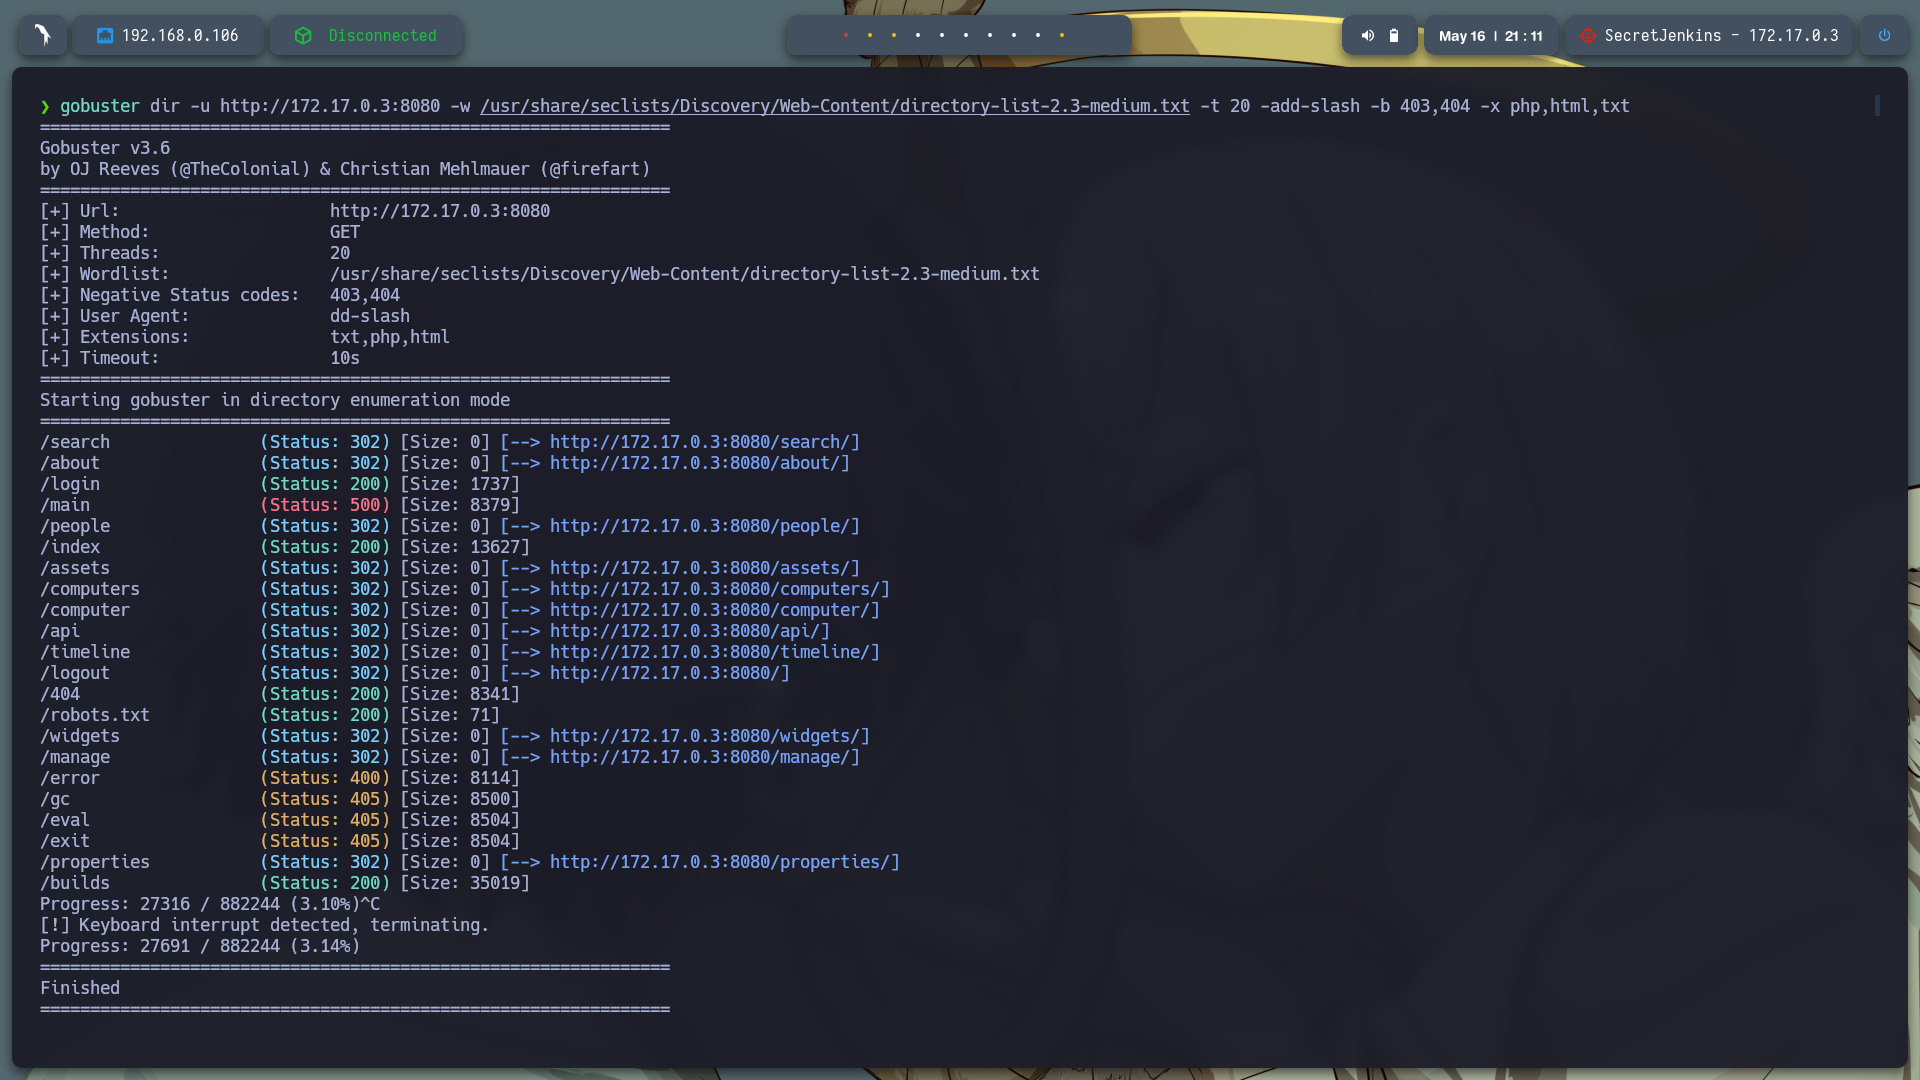 192.168.0.106
Disconnected
May 16 | 21:11
SecretJenkins - 172.17.0.3
❯ gobuster dir -u http://172.17.0.3:8080 -w /usr/share/seclists/Discovery/Web-Content/directory-list-2.3-medium.txt -t 20 -add-slash -b 403,404 -x php,html,txt
===============================================================
Gobuster v3.6
by OJ Reeves (@TheColonial) & Christian Mehlmauer (@firefart)
===============================================================
[+] Url:                     http://172.17.0.3:8080
[+] Method:                  GET
[+] Threads:                 20
[+] Wordlist:                /usr/share/seclists/Discovery/Web-Content/directory-list-2.3-medium.txt
[+] Negative Status codes:   403,404
[+] User Agent:              dd-slash
[+] Extensions:              txt,php,html
[+] Timeout:                 10s
===============================================================
Starting gobuster in directory enumeration mode
===============================================================
/search               (Status: 302) [Size: 0] [--> http://172.17.0.3:8080/search/]
/about                (Status: 302) [Size: 0] [--> http://172.17.0.3:8080/about/]
/login                (Status: 200) [Size: 1737]
/main                 (Status: 500) [Size: 8379]
/people               (Status: 302) [Size: 0] [--> http://172.17.0.3:8080/people/]
/index                (Status: 200) [Size: 13627]
/assets               (Status: 302) [Size: 0] [--> http://172.17.0.3:8080/assets/]
/computers            (Status: 302) [Size: 0] [--> http://172.17.0.3:8080/computers/]
/computer             (Status: 302) [Size: 0] [--> http://172.17.0.3:8080/computer/]
/api                  (Status: 302) [Size: 0] [--> http://172.17.0.3:8080/api/]
/timeline             (Status: 302) [Size: 0] [--> http://172.17.0.3:8080/timeline/]
/logout               (Status: 302) [Size: 0] [--> http://172.17.0.3:8080/]
/404                  (Status: 200) [Size: 8341]
/robots.txt           (Status: 200) [Size: 71]
/widgets              (Status: 302) [Size: 0] [--> http://172.17.0.3:8080/widgets/]
/manage               (Status: 302) [Size: 0] [--> http://172.17.0.3:8080/manage/]
/error                (Status: 400) [Size: 8114]
/gc                   (Status: 405) [Size: 8500]
/eval                 (Status: 405) [Size: 8504]
/exit                 (Status: 405) [Size: 8504]
/properties           (Status: 302) [Size: 0] [--> http://172.17.0.3:8080/properties/]
/builds               (Status: 200) [Size: 35019]
Progress: 27316 / 882244 (3.10%)^C
[!] Keyboard interrupt detected, terminating.
Progress: 27691 / 882244 (3.14%)
===============================================================
Finished
===============================================================